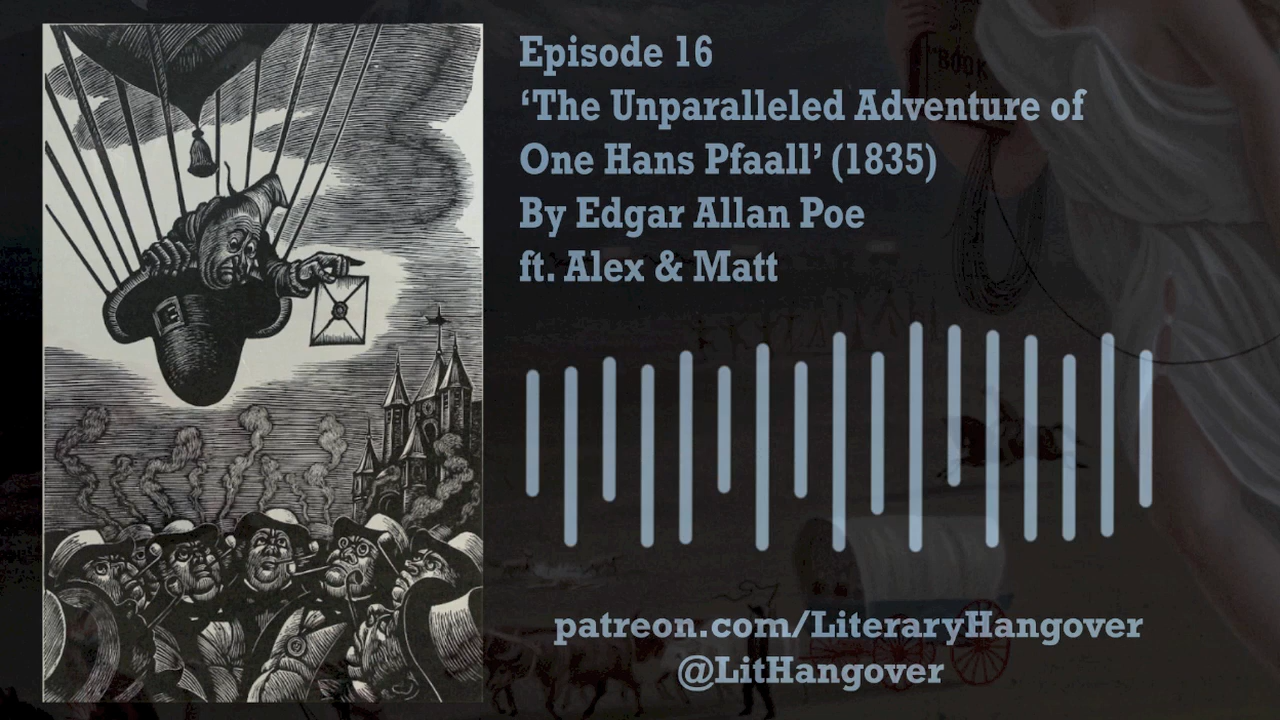 Episode 16
‘The Unparalleled Adventure of
One Hans Pfaall’ (1835)
By Edgar Allan Poe
ft. Alex & Matt
patreon.com/LiteraryHangover
@LitHangover
BOOK
E